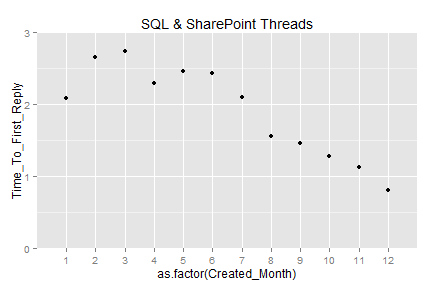 SQL & SharePoint Threads
Time_To_First_Reply
3
2
1
0
1 2 3 4 5 6 7 8 9 10 11 12
as.factor(Created_Month)